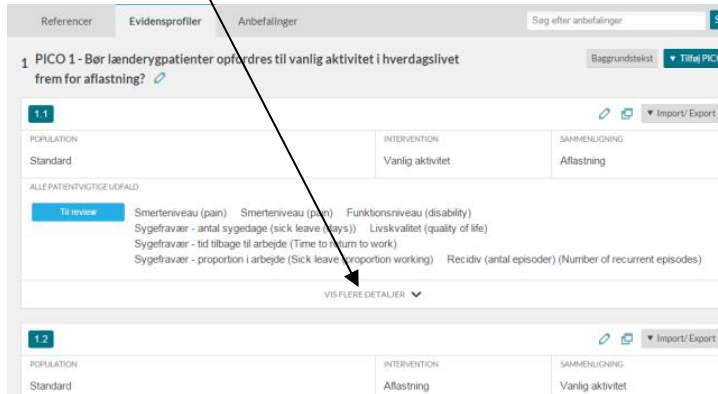 Referencer Evidensprofiler Anbefalinger Søg efter anbefalinger
1 PICO 1 - Bør lænderygpatienter opfordres til vanlig aktivitet i hverdagslivet Baggrundstekst ▼ Tilføj PICO
frem for aflastning?
1.1 ▼ Import/ Export
POPULATION INTERVENTION SAMMENLIGNING
Standard Vanlig aktivitet Aflastning
ALLE PATIENTVIGTIGE UDFALD
Til review Smerteniveau (pain) Smerteniveau (pain) Funktionsniveau (disability)
Sygefravær - antal sygedage (sick leave (days)) Livskvalitet (quality of life)
Sygefravær - tid tilbage til arbejde (Time to return to work)
Sygefravær - proportion i arbejde (Sick leave (proportion working) Recidiv (antal episoder) (Number of recurrent episodes)
VIS FLERE DETALJER
1.2 ▼ Import/ Export
POPULATION INTERVENTION SAMMENLIGNING
Standard Aflastning Vanlig aktivitet